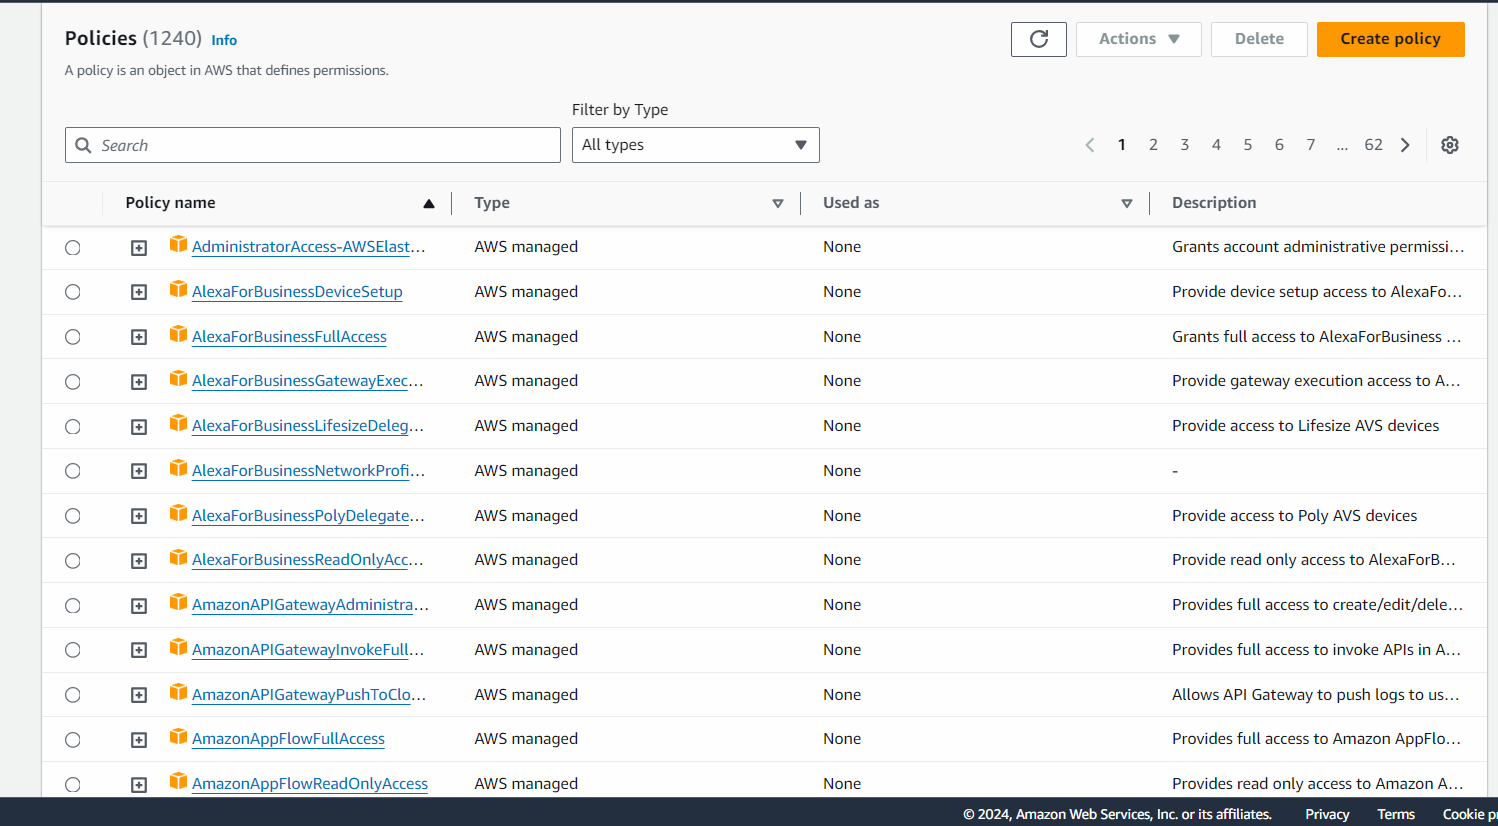 Policies (1240) Info
Actions Delete Create policy
A policy is an object in AWS that defines permissions.
Filter by Type
Search All types 1 2 3 4 5 6 7 ... 62
Policy name Type Used as Description
AdministratorAccess-AWSElast... AWS managed None Grants account administrative permissi...
AlexaForBusinessDeviceSetup AWS managed None Provide device setup access to AlexaFo...
AlexaForBusinessFullAccess AWS managed None Grants full access to AlexaForBusiness ...
AlexaForBusinessGatewayExec... AWS managed None Provide gateway execution access to A...
AlexaForBusinessLifesizeDeleg... AWS managed None Provide access to Lifesize AVS devices
AlexaForBusinessNetworkProfi... AWS managed None -
AlexaForBusinessPolyDelegate... AWS managed None Provide access to Poly AVS devices
AlexaForBusinessReadOnlyAcc... AWS managed None Provide read only access to AlexaForB...
AmazonAPIGatewayAdministra... AWS managed None Provides full access to create/edit/dele...
AmazonAPIGatewayInvokeFull... AWS managed None Provides full access to invoke APIs in A...
AmazonAPIGatewayPushToClo... AWS managed None Allows API Gateway to push logs to us...
AmazonAppFlowFullAccess AWS managed None Provides full access to Amazon AppFlo...
AmazonAppFlowReadOnlyAccess AWS managed None Provides read only access to Amazon A...
© 2024, Amazon Web Services, Inc. or its affiliates. Privacy Terms Cookie p